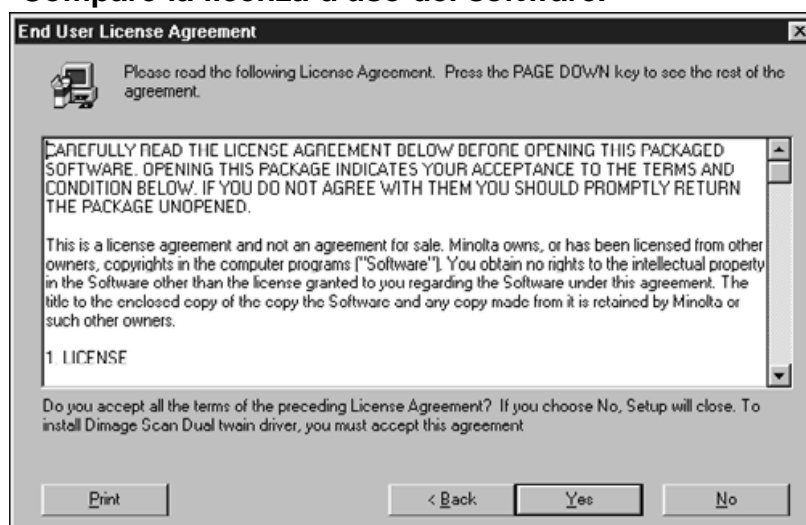 Compare la licenza d'uso del software.
End User License Agreement
Please read the following License Agreement. Press the PAGE DOWN key to see the rest of the
agreement.
CAREFULLY READ THE LICENSE AGREEMENT BELOW BEFORE OPENING THIS PACKAGED
SOFTWARE. OPENING THIS PACKAGE INDICATES YOUR ACCEPTANCE TO THE TERMS AND
CONDITION BELOW. IF YOU DO NOT AGREE WITH THEM YOU SHOULD PROMPTLY RETURN
THE PACKAGE UNOPENED.
This is a license agreement and not an agreement for sale. Minolta owns, or has been licensed from other
owners, copyrights in the computer programs ("Software"). You obtain no rights to the intellectual property
in the Software other than the license granted to you regarding the Software under this agreement. The
title to the enclosed copy of the copy the Software and any copy made from it is retained by Minolta or
such other owners.
1. LICENSE
Do you accept all the terms of the preceding License Agreement? If you choose No, Setup will close. To
install Dimage Scan Dual twain driver, you must accept this agreement
Print
< Back
Yes
No